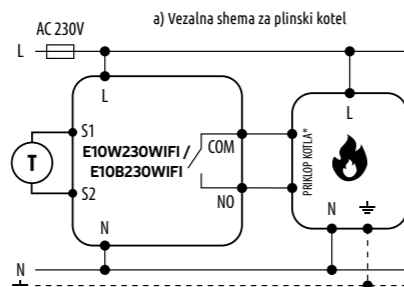 a) Vezalna shema za plinski kotel
AC 230V
L
L
L
S1
E10W230WIFI /
E10B230WIFI
COM
T
S2
NO
PRIKLOP KOTLA*
N
N
N